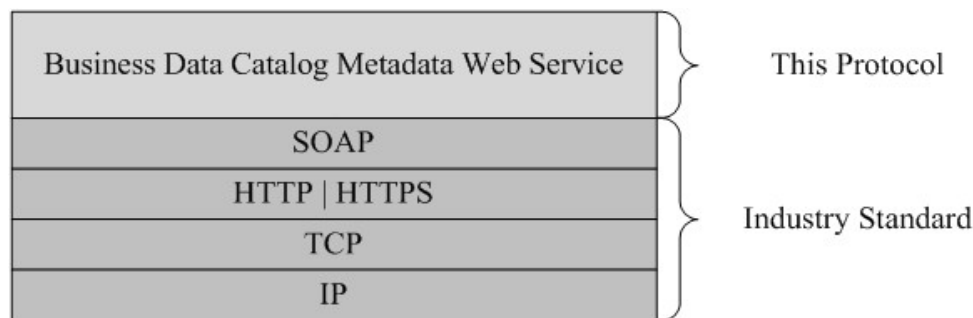 Business Data Catalog Metadata Web Service
This Protocol
SOAP
HTTP | HTTPS
TCP
IP
Industry Standard